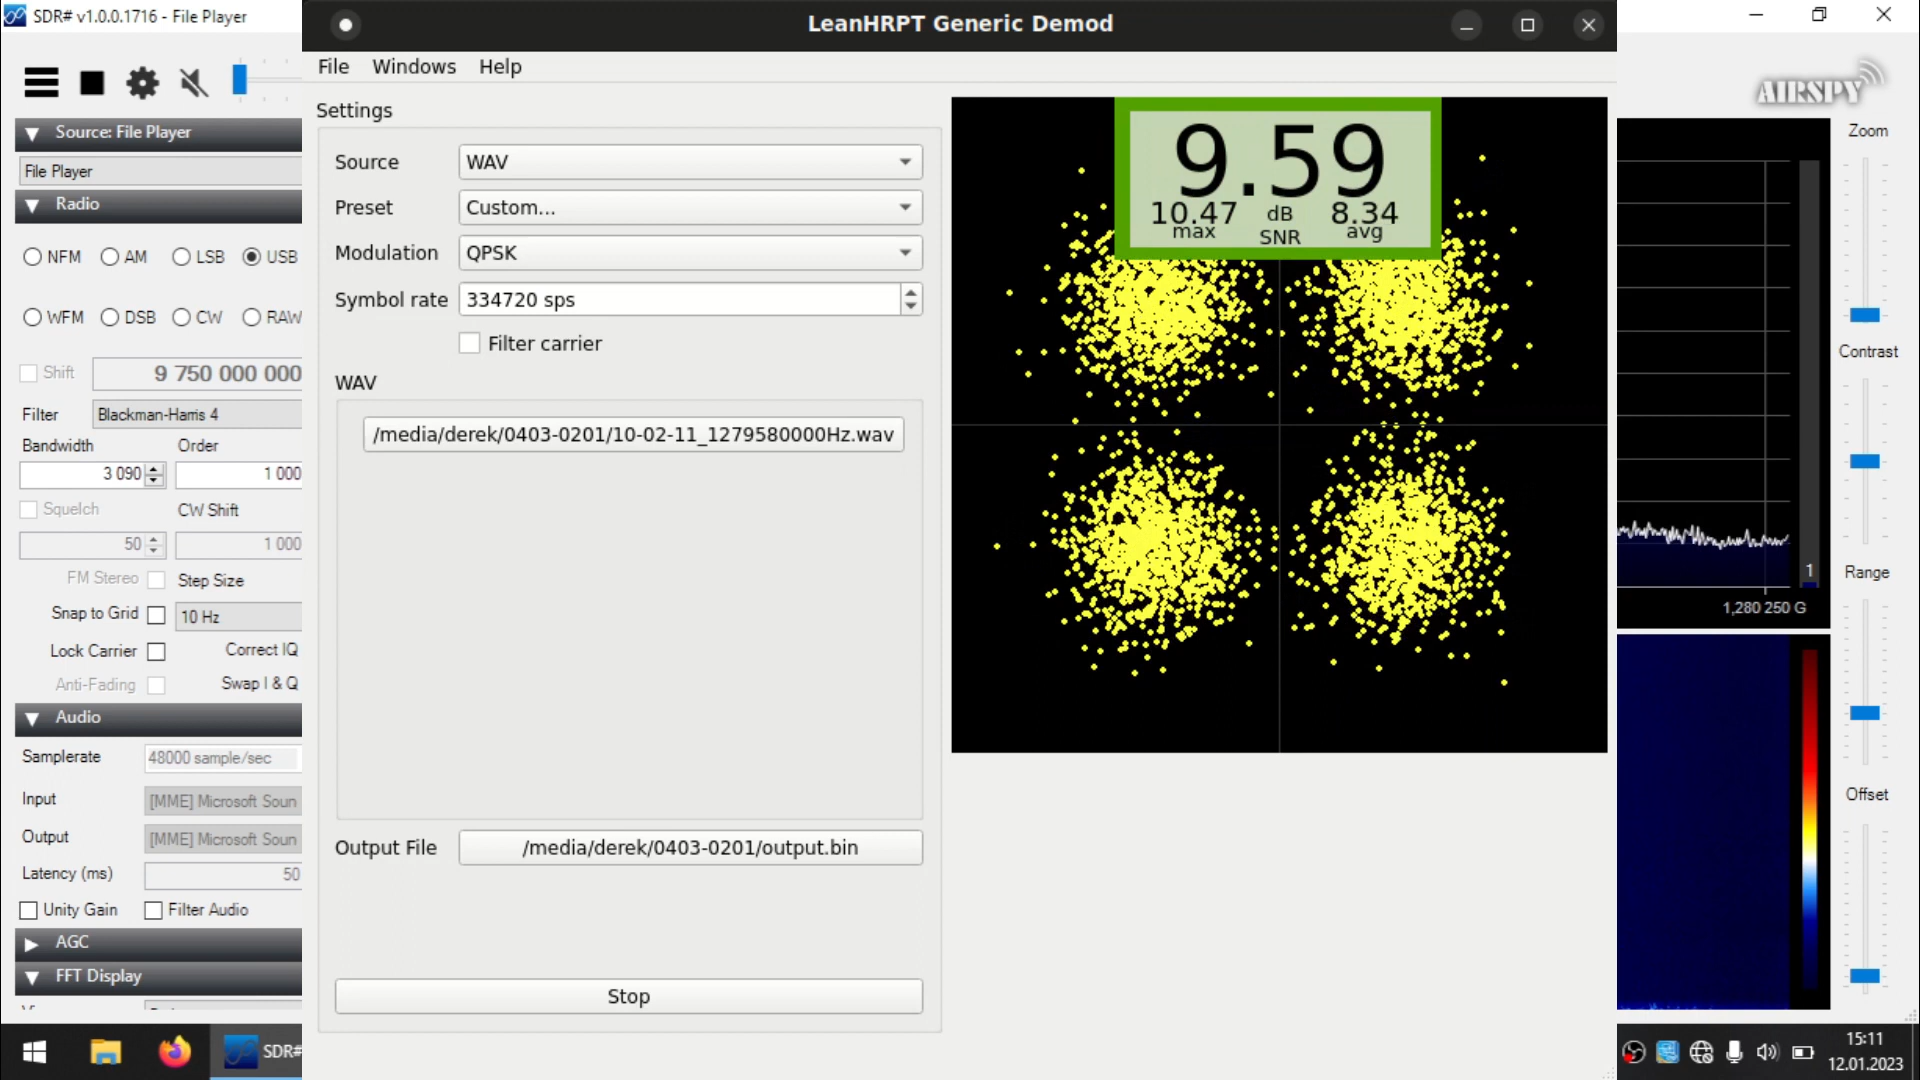 SDR# v1.0.0.1716 - File Player
Source: File Player
File Player
Radio
NFM AM LSB USB
WFM DSB CW RAW
Shift 9 750 000 000
Filter Blackman-Harris 4
Bandwidth Order
3 090 1 000
Squelch CW Shift
50 1 000
FM Stereo Step Size
Snap to Grid 10 Hz
Lock Carrier Correct IQ
Anti-Fading Swap I & Q
Audio
Samplerate 48000 sample/sec
Input [MME] Microsoft Soun
Output [MME] Microsoft Soun
Latency (ms) 50
Unity Gain Filter Audio
AGC
FFT Display
SDR#
LeanHRPT Generic Demod
File Windows Help
Settings
Source WAV
Preset Custom...
Modulation QPSK
Symbol rate 334720 sps
Filter carrier
WAV
/media/derek/0403-0201/10-02-11_1279580000Hz.wav
Output File /media/derek/0403-0201/output.bin
Stop
9.59
10.47 dB 8.34
max SNR avg
AIRSPY
Zoom
Contrast
Range
Offset
1
1,280 250 G
15:11
12.01.2023